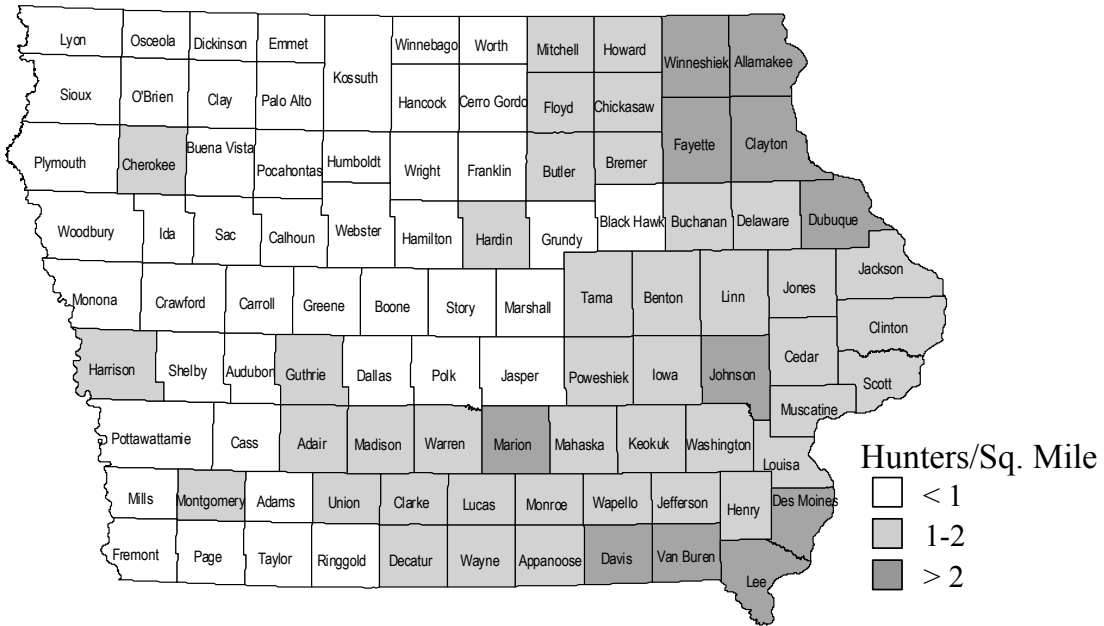 Lyon Osceola Dickinson Emmet Winnebago Worth Mitchell Howard Winneshiek Allamakee
Kossuth
Sioux O'Brien Clay Palo Alto Hancock Cerro Gordo Floyd Chickasaw
Plymouth Cherokee Buena Vista Pocahontas Humboldt Wright Franklin Butler Bremer Fayette Clayton
Woodbury Ida Sac Calhoun Webster Hamilton Hardin Grundy Black Hawk Buchanan Delaware Dubuque
Monona Crawford Carroll Greene Boone Story Marshall Tama Benton Linn Jones Jackson
Clinton
Harrison Shelby Audubon Guthrie Dallas Polk Jasper Poweshiek Iowa Johnson Cedar Scott
Muscatine
Pottawattamie Cass Adair Madison Warren Marion Mahaska Keokuk Washington Louisa
Mills Montgomery Adams Union Clarke Lucas Monroe Wapello Jefferson Henry Des Moines
Fremont Page Taylor Ringgold Decatur Wayne Appanoose Davis Van Buren Lee
Hunters/Sq. Mile
< 1
1-2
> 2